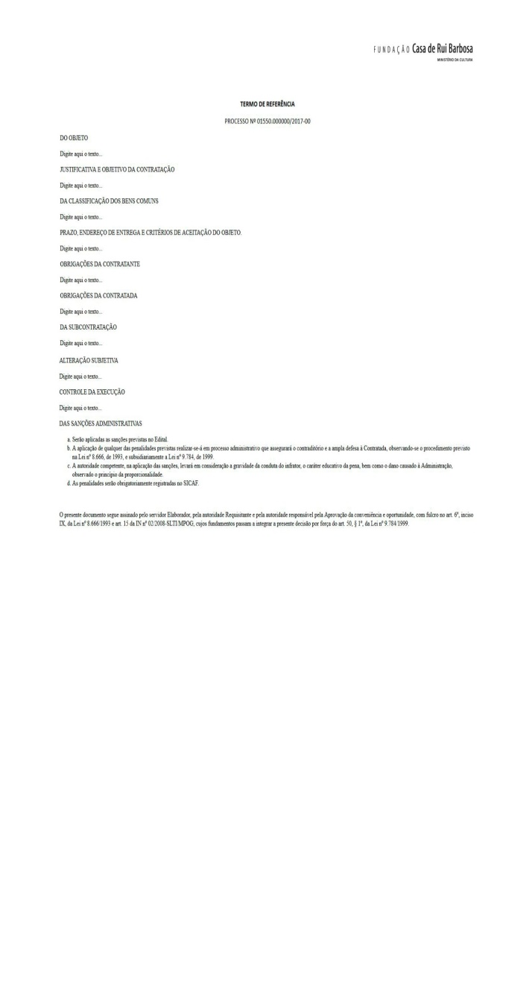 FUNDAÇÃO Casa de Rui Barbosa
MINISTÉRIO DA CULTURA
TERMO DE REFERÊNCIA
PROCESSO Nº 01550.000000/2017-00
DO OBJETO
Digite aqui o texto...
JUSTIFICATIVA E OBJETIVO DA CONTRATAÇÃO
Digite aqui o texto...
DA CLASSIFICAÇÃO DOS BENS COMUNS
Digite aqui o texto...
PRAZO, ENDEREÇO DE ENTREGA E CRITÉRIOS DE ACEITAÇÃO DO OBJETO.
Digite aqui o texto...
OBRIGAÇÕES DA CONTRATANTE
Digite aqui o texto...
OBRIGAÇÕES DA CONTRATADA
Digite aqui o texto...
DA SUBCONTRATAÇÃO
Digite aqui o texto...
ALTERAÇÃO SUBJETIVA
Digite aqui o texto...
CONTROLE DA EXECUÇÃO
Digite aqui o texto...
DAS SANÇÕES ADMINISTRATIVAS
a. Serão aplicadas as sanções previstas no Edital.
b. A aplicação de qualquer das penalidades previstas realizar-se-á em processo administrativo que assegurará o contraditório e a ampla defesa à Contratada, observando-se o procedimento previsto
na Lei nº 8.666, de 1993, e subsidiariamente a Lei nº 9.784, de 1999.
c. A autoridade competente, na aplicação das sanções, levará em consideração a gravidade da conduta do infrator, o caráter educativo da pena, bem como o dano causado à Administração,
observado o princípio da proporcionalidade.
d. As penalidades serão obrigatoriamente registradas no SICAF.
O presente documento segue assinado pelo servidor Elaborador, pela autoridade Requisitante e pela autoridade responsável pela Aprovação da conveniência e oportunidade, com fulcro no art. 6º, inciso
IX, da Lei nº 8.666/1993 e art. 15 da IN nº 02/2008-SLTI/MPOG, cujos fundamentos passam a integrar a presente decisão por força do art. 50, § 1º, da Lei nº 9.784/1999.